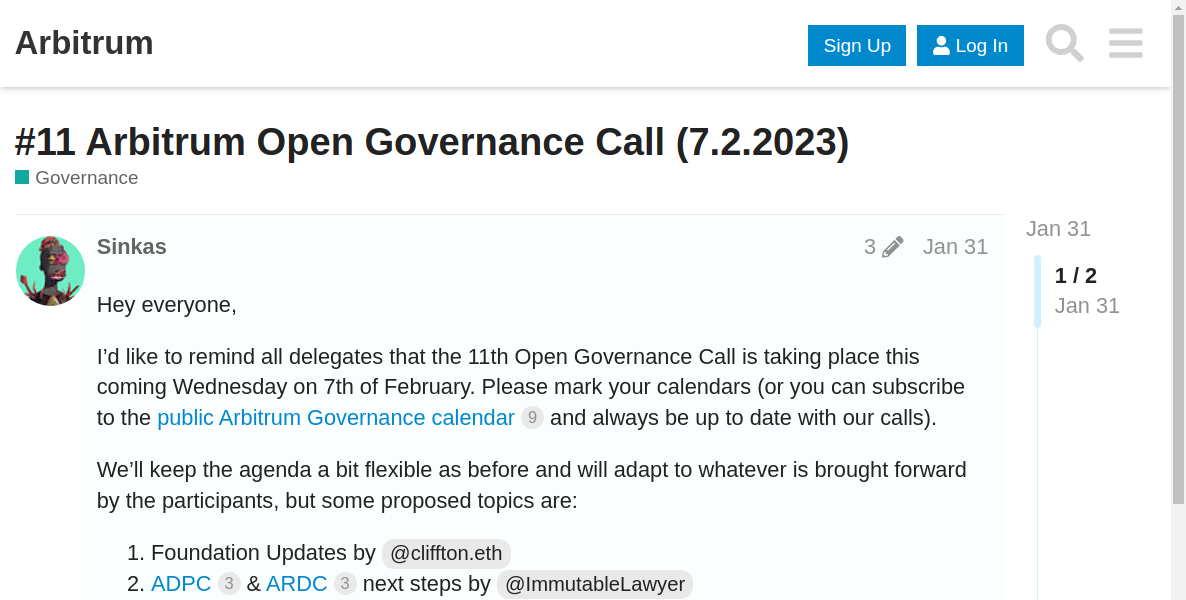 Arbitrum
Sign Up
Log In
#11 Arbitrum Open Governance Call (7.2.2023)
Governance
Sinkas
3
Jan 31
Jan 31
1 / 2
Jan 31
Hey everyone,
I’d like to remind all delegates that the 11th Open Governance Call is taking place this
coming Wednesday on 7th of February. Please mark your calendars (or you can subscribe
to the public Arbitrum Governance calendar 9 and always be up to date with our calls).
We’ll keep the agenda a bit flexible as before and will adapt to whatever is brought forward
by the participants, but some proposed topics are:
1. Foundation Updates by @cliffton.eth
2. ADPC 3 & ARDC 3 next steps by @ImmutableLawyer